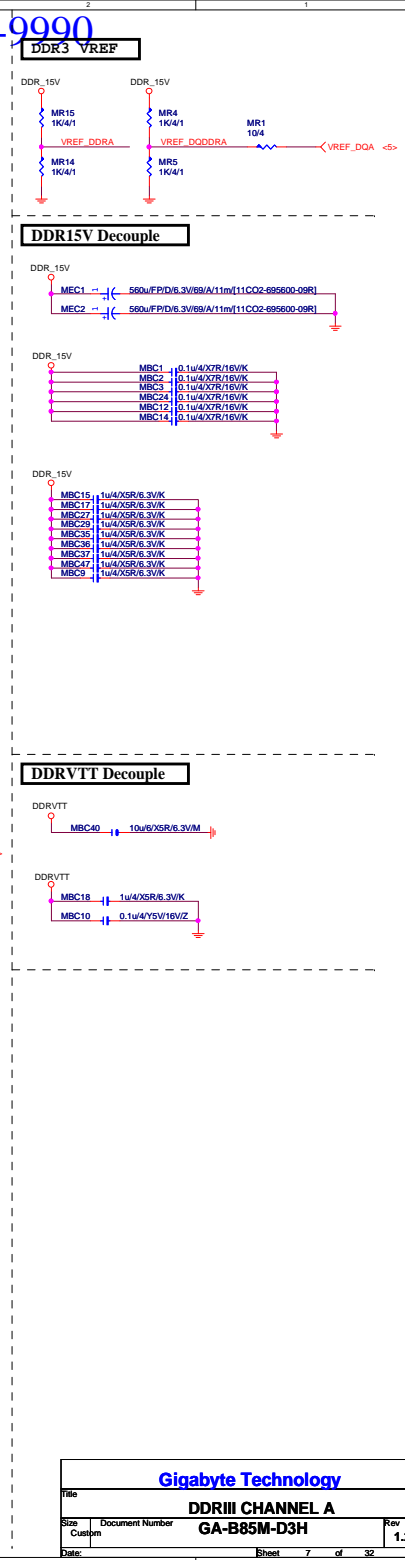 2 1
-9990
DDR3 VREF
DDR_15V DDR_15V
MR15
1K/4/1
MR4
1K/4/1
MR1
10/4
VREF_DDRA VREF_DQDDRA VREF_DQA <5>
MR14
1K/4/1
MR5
1K/4/1
DDR15V Decouple
DDR_15V
MEC1 1 + 560u/FP/D/6.3V/69/A/11m/[11CO2-695600-09R]
MEC2 1 + 560u/FP/D/6.3V/69/A/11m/[11CO2-695600-09R]
DDR_15V
MBC1 0.1u/4/X7R/16V/K
MBC2 0.1u/4/X7R/16V/K
MBC3 0.1u/4/X7R/16V/K
MBC24 0.1u/4/X7R/16V/K
MBC12 0.1u/4/X7R/16V/K
MBC14 0.1u/4/X7R/16V/K
DDR_15V
MBC15 1u/4/X5R/6.3V/K
MBC17 1u/4/X5R/6.3V/K
MBC27 1u/4/X5R/6.3V/K
MBC29 1u/4/X5R/6.3V/K
MBC35 1u/4/X5R/6.3V/K
MBC36 1u/4/X5R/6.3V/K
MBC37 1u/4/X5R/6.3V/K
MBC47 1u/4/X5R/6.3V/K
MBC9 1u/4/X5R/6.3V/K
DDRVTT Decouple
DDRVTT
MBC40 10u/6/X5R/6.3V/M
DDRVTT
MBC18 1u/4/X5R/6.3V/K
MBC10 0.1u/4/Y5V/16V/Z
Gigabyte Technology
Title
DDRIII CHANNEL A
Size Document Number Rev
Custom GA-B85M-D3H 1.
Date: Sheet 7 of 32